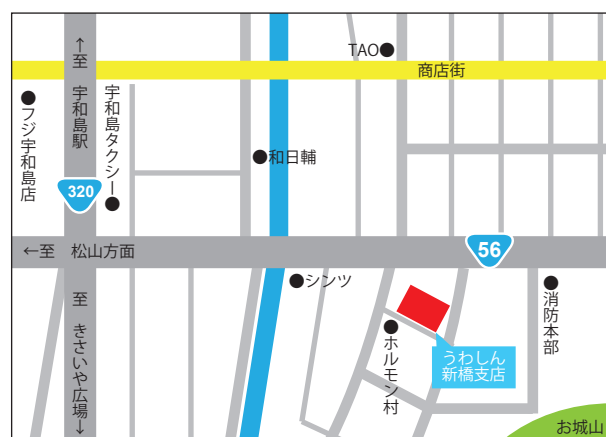 TAO
商店街
↑至 宇和島駅
フジ宇和島店
宇和島タクシー
和日輔
320
←至 松山方面
56
至 きさいや広場↓
シンツ
ホルモン村
うわしん
新橋支店
消防本部
お城山